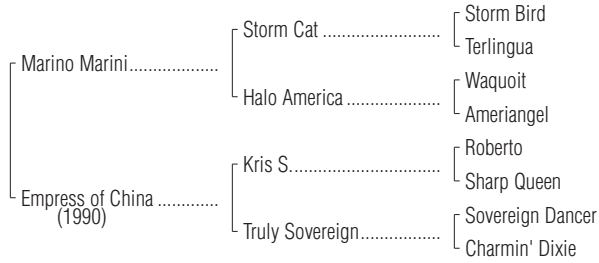 Storm Bird
Storm Cat ..........................
Terlingua
Marino Marini...................
Waquoit
Halo America .....................
Ameriangel
Roberto
Kris S. ................................
Sharp Queen
Empress of China .............
(1990)
Sovereign Dancer
Truly Sovereign..................
Charmin' Dixie